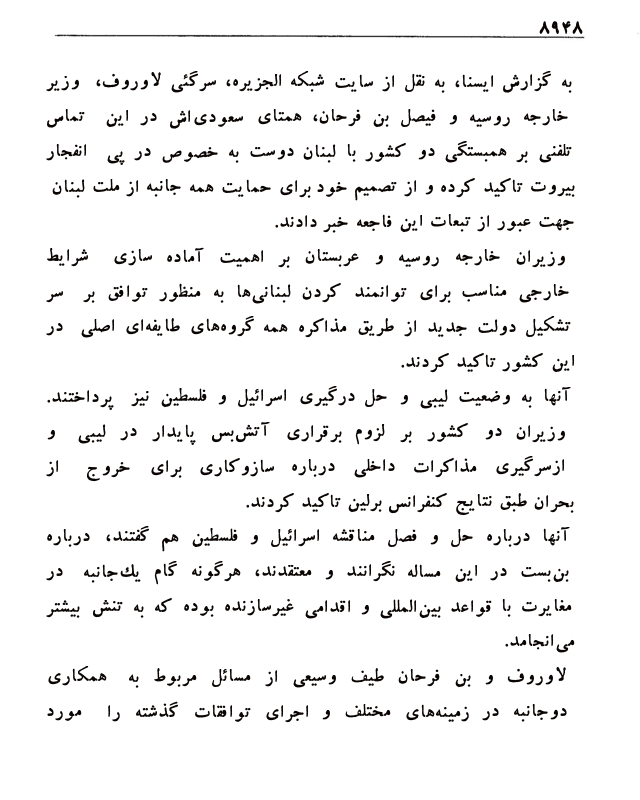 ۸۹۴۸
به گزارش ایسنا، به نقل از سایت شبکه الجزیره، سرگئی لاوروف، وزیر
خارجه روسیه و فیصل بن فرحان، همتای سعودی‌اش در این تماس
تلفنی بر همبستگی دو کشور با لبنان دوست به خصوص در پی انفجار
بیروت تاکید کرده و از تصمیم خود برای حمایت همه جانبه از ملت لبنان
جهت عبور از تبعات این فاجعه خبر دادند.
وزیران خارجه روسیه و عربستان بر اهمیت آماده سازی شرایط
خارجی مناسب برای توانمند کردن لبنانی‌ها به منظور توافق بر سر
تشکیل دولت جدید از طریق مذاکره همه گروه‌های طایفه‌ای اصلی در
این کشور تاکید کردند.
آنها به وضعیت لیبی و حل درگیری اسرائیل و فلسطین نیز پرداختند.
وزیران دو کشور بر لزوم برقراری آتش‌بس پایدار در لیبی و
ازسرگیری مذاکرات داخلی درباره سازوکاری برای خروج از
بحران طبق نتایج کنفرانس برلین تاکید کردند.
آنها درباره حل و فصل مناقشه اسرائیل و فلسطین هم گفتند، درباره
بن‌بست در این مساله نگرانند و معتقدند، هرگونه گام یك‌جانبه در
مغایرت با قواعد بین‌المللی و اقدامی غیرسازنده بوده که به تنش بیشتر
می‌انجامد.
لاوروف و بن فرحان طیف وسیعی از مسائل مربوط به همکاری
دوجانبه در زمینه‌های مختلف و اجرای توافقات گذشته را مورد